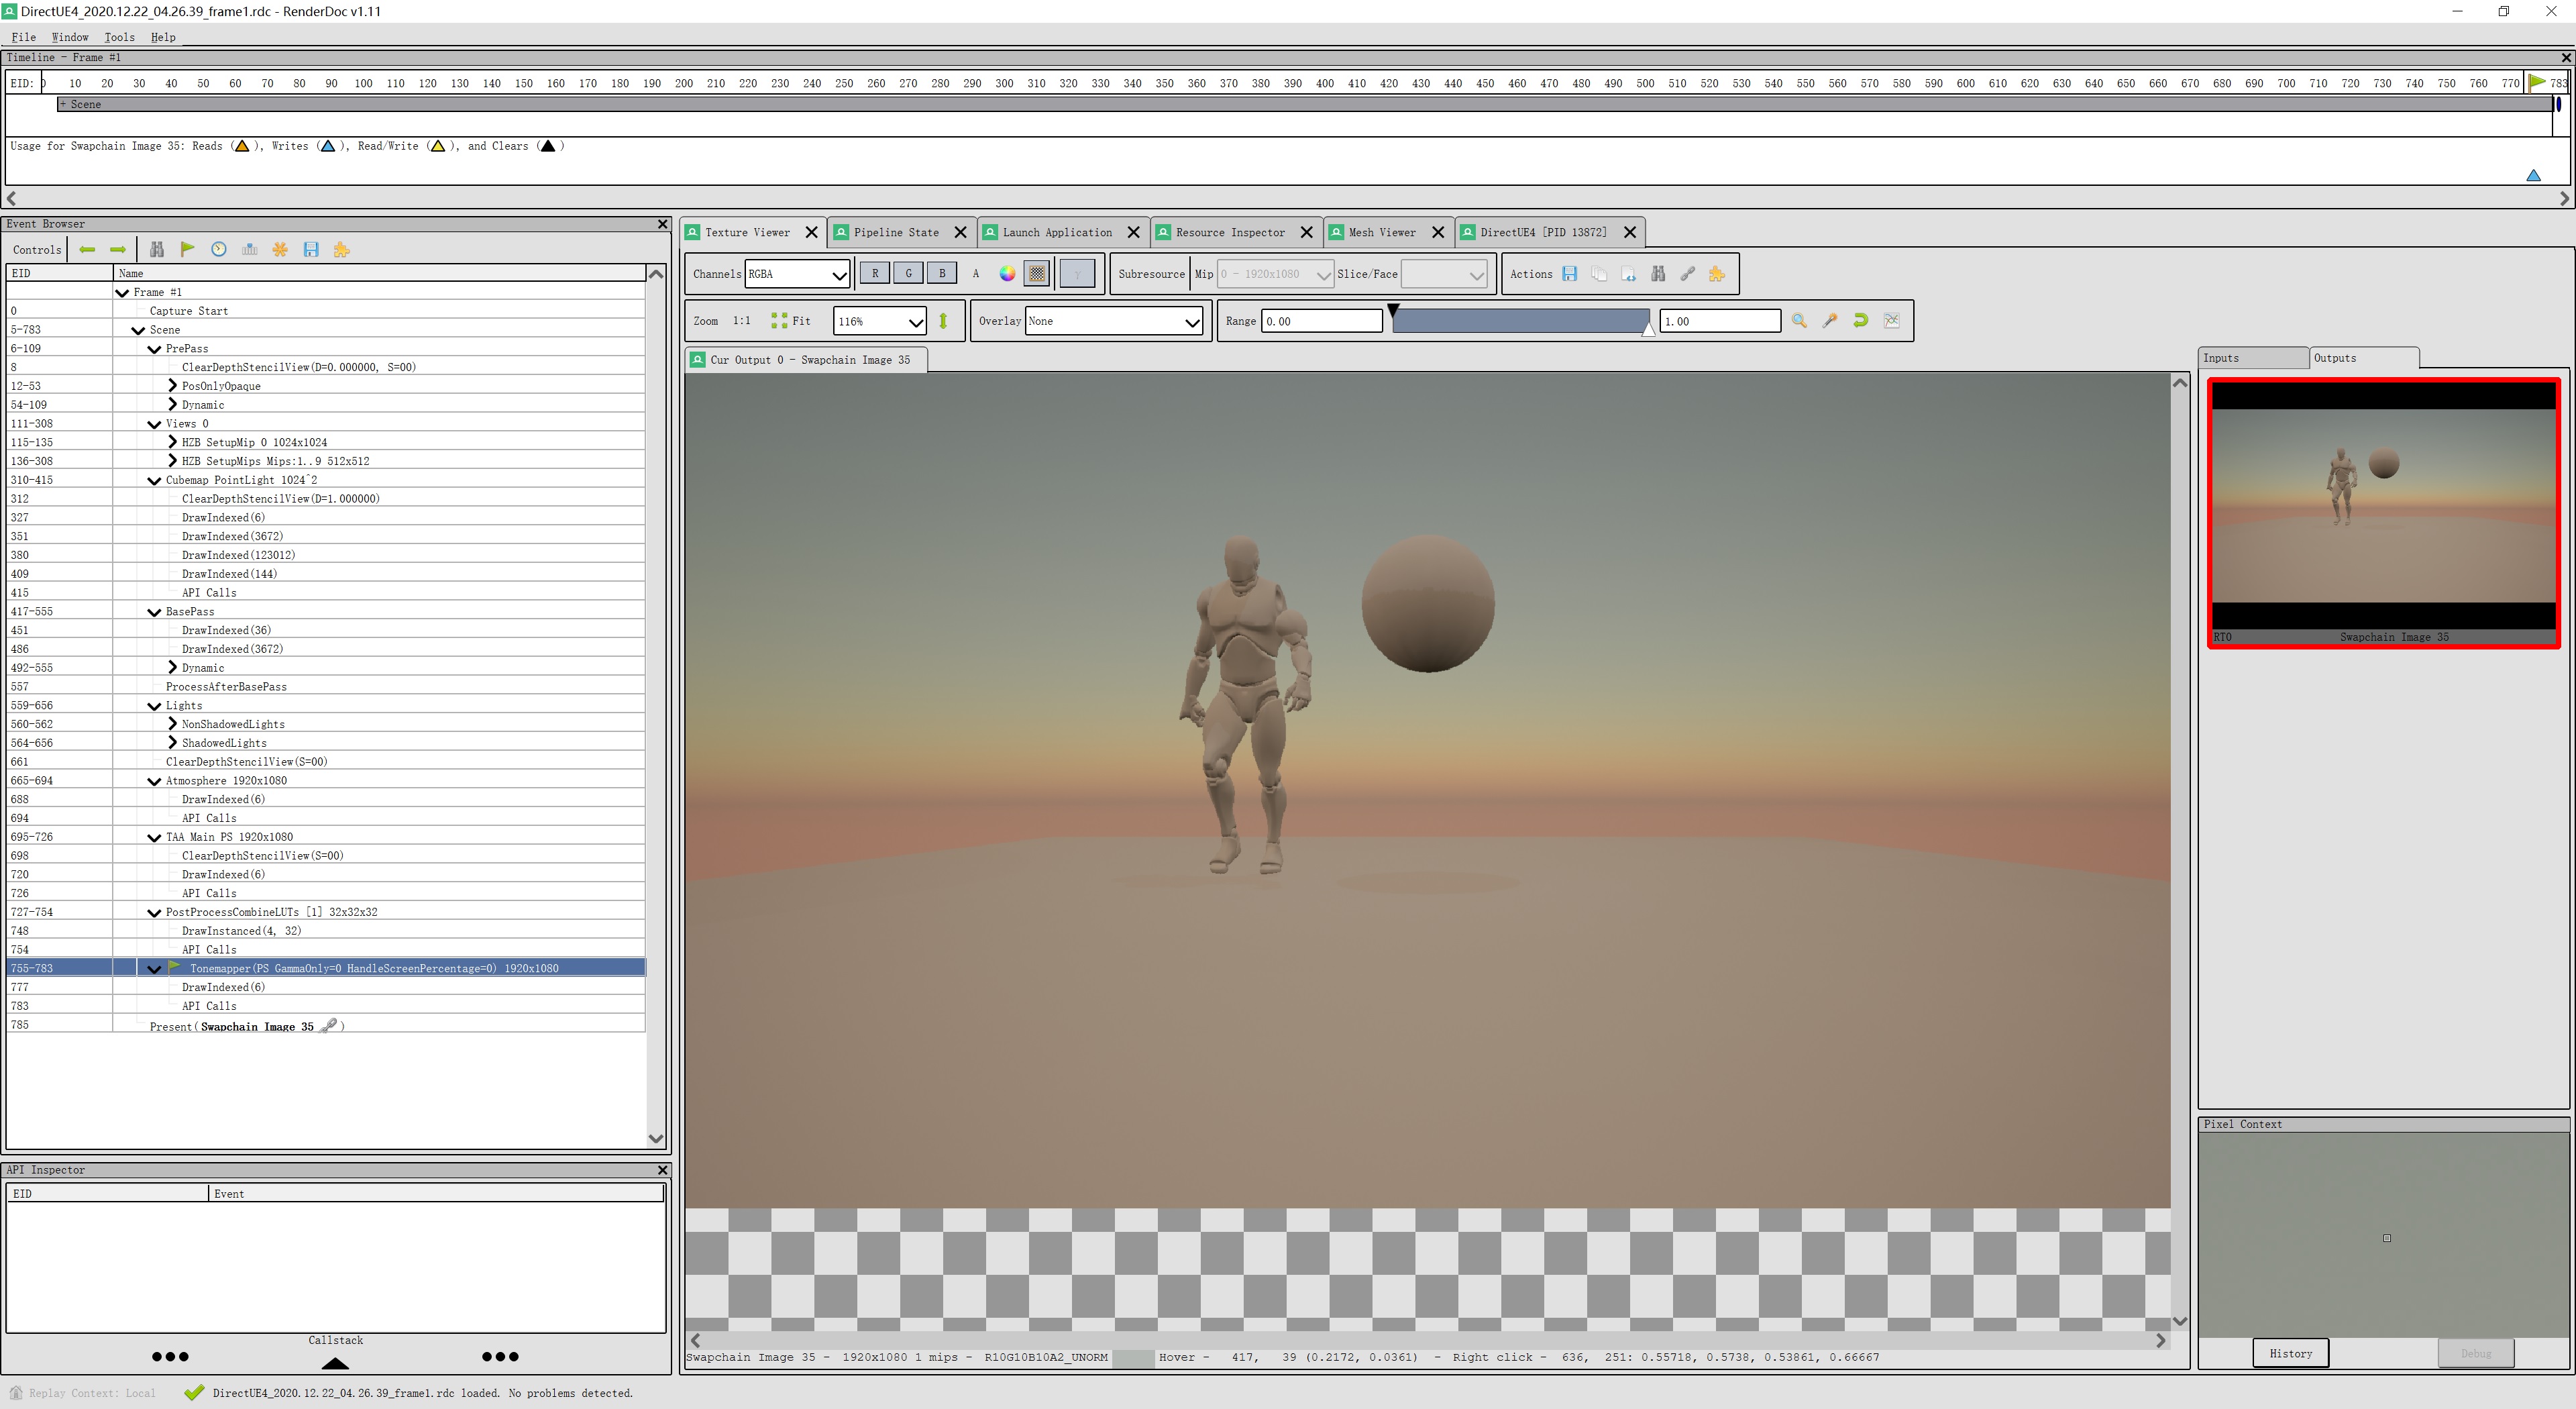 DirectUE4_2020.12.22_04.26.39_frame1.rdc - RenderDoc v1.11
File Window Tools Help
Timeline - Frame #1
EID: 0 10 20 30 40 50 60 70 80 90 100 110 120 130 140 150 160 170 180 190 200 210 220 230 240 250 260 270 280 290 300 310 320 330 340 350 360 370 380 390 400 410 420 430 440 450 460 470 480 490 500 510 520 530 540 550 560 570 580 590 600 610 620 630 640 650 660 670 680 690 700 710 720 730 740 750 760 770 783
+ Scene
Usage for Swapchain Image 35: Reads ( ), Writes ( ), Read/Write ( ), and Clears ( )
Event Browser
Controls
EID Name
Frame #1
0 Capture Start
5-783 Scene
6-109 PrePass
8 ClearDepthStencilView(D=0.000000, S=00)
12-53 PosOnlyOpaque
54-109 Dynamic
111-308 Views 0
115-135 HZB SetupMip 0 1024x1024
136-308 HZB SetupMips Mips:1..9 512x512
310-415 Cubemap PointLight 1024^2
312 ClearDepthStencilView(D=1.000000)
327 DrawIndexed(6)
351 DrawIndexed(3672)
380 DrawIndexed(123012)
409 DrawIndexed(144)
415 API Calls
417-555 BasePass
451 DrawIndexed(36)
486 DrawIndexed(3672)
492-555 Dynamic
557 ProcessAfterBasePass
559-656 Lights
560-562 NonShadowedLights
564-656 ShadowedLights
661 ClearDepthStencilView(S=00)
665-694 Atmosphere 1920x1080
688 DrawIndexed(6)
694 API Calls
695-726 TAA Main PS 1920x1080
698 ClearDepthStencilView(S=00)
720 DrawIndexed(6)
726 API Calls
727-754 PostProcessCombineLUTs [1] 32x32x32
748 DrawInstanced(4, 32)
754 API Calls
755-783 Tonemapper(PS GammaOnly=0 HandleScreenPercentage=0) 1920x1080
777 DrawIndexed(6)
783 API Calls
785 Present(Swapchain Image 35 )
API Inspector
EID Event
Callstack
Texture Viewer Pipeline State Launch Application Resource Inspector Mesh Viewer DirectUE4 [PID 13872]
Channels RGBA R G B A γ Subresource Mip 0 - 1920x1080 Slice/Face Actions
Zoom 1:1 Fit 116% Overlay None Range 0.00 1.00
Cur Output 0 - Swapchain Image 35
Inputs Outputs
RT0 Swapchain Image 35
Pixel Context
History Debug
Swapchain Image 35 - 1920x1080 1 mips - R10G10B10A2_UNORM Hover - 417, 39 (0.2172, 0.0361) - Right click - 636, 251: 0.55718, 0.5738, 0.53861, 0.66667
Replay Context: Local DirectUE4_2020.12.22_04.26.39_frame1.rdc loaded. No problems detected.